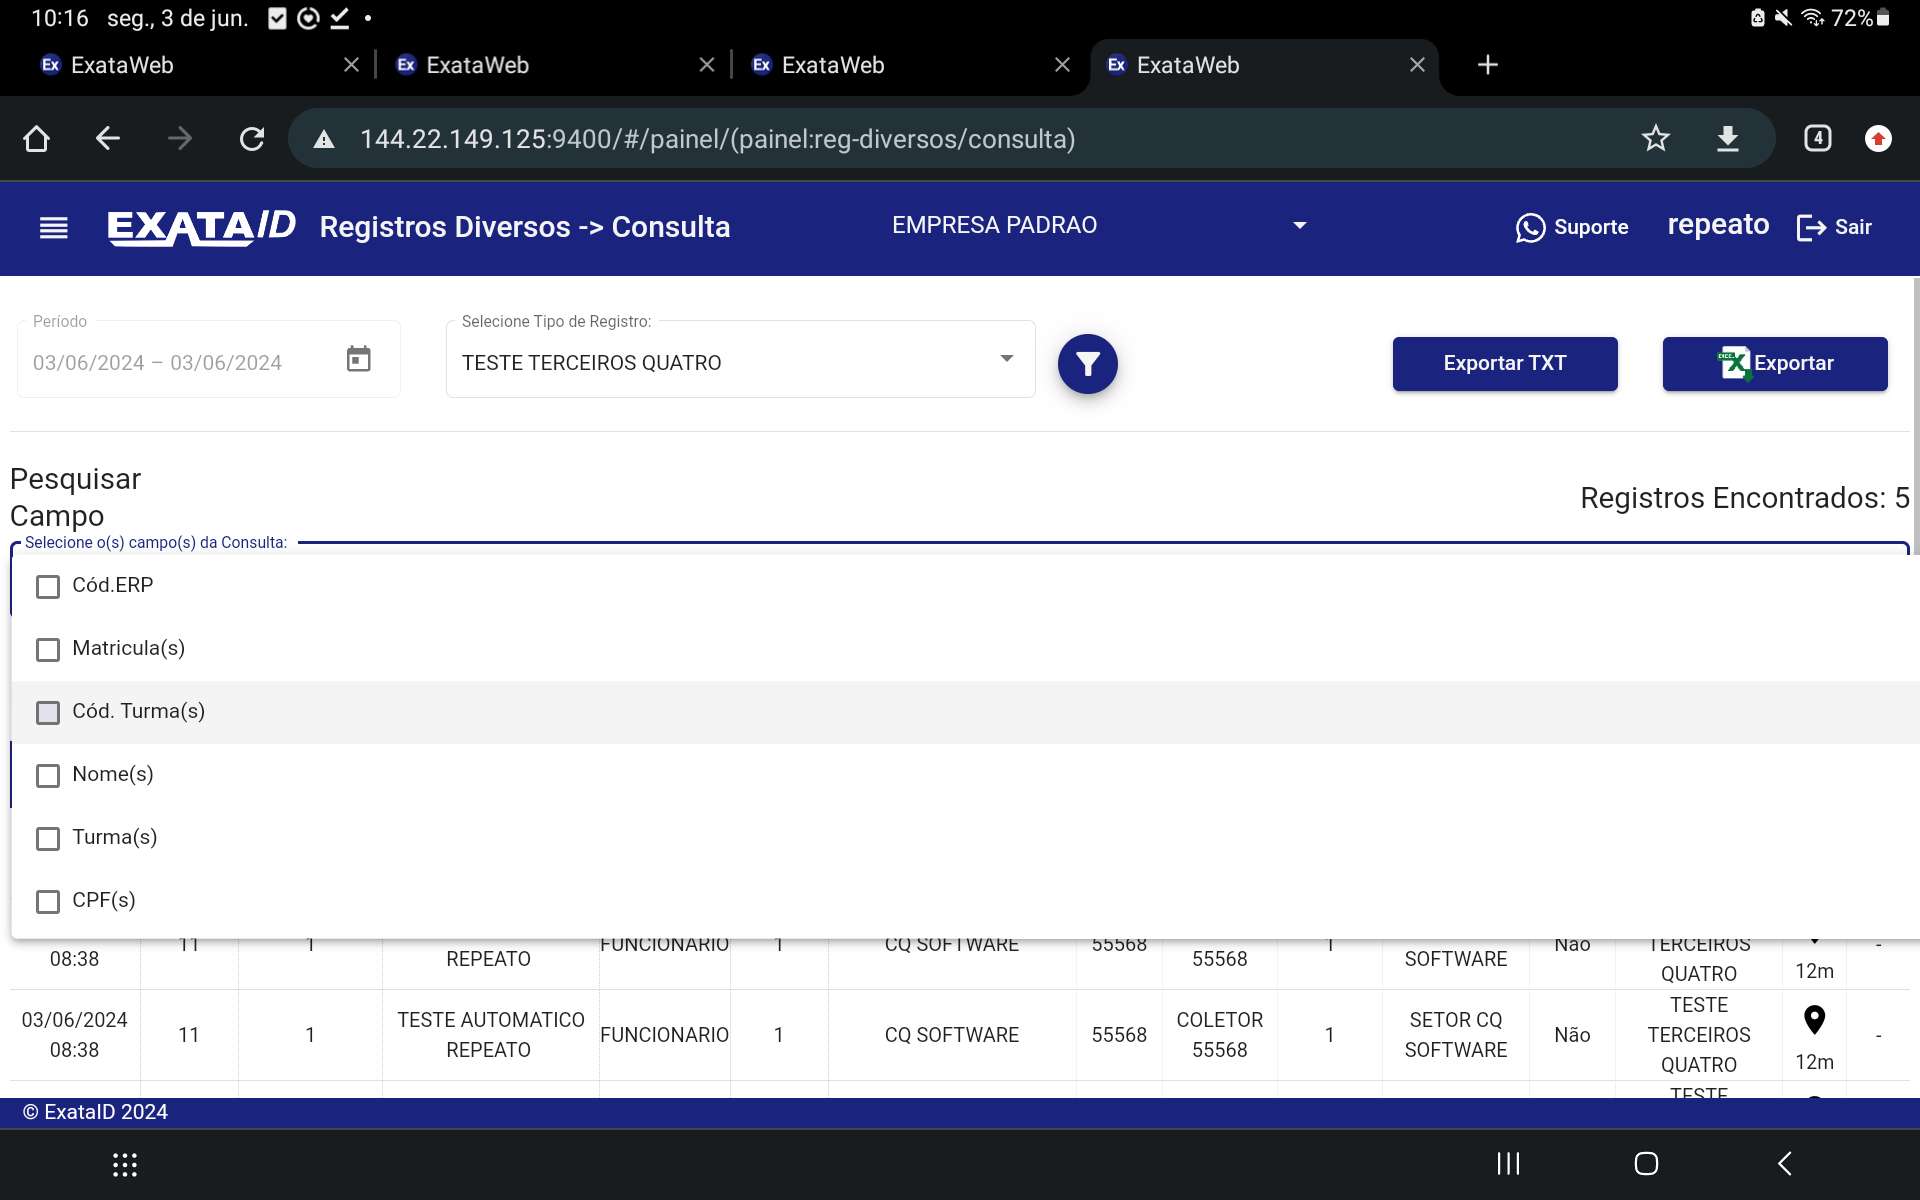 10:16 seg., 3 de jun. 72%
Ex ExataWeb Ex ExataWeb Ex ExataWeb Ex ExataWeb
144.22.149.125:9400/#/painel/(painel:reg-diversos/consulta) 4
EXATAID Registros Diversos -> Consulta EMPRESA PADRAO Suporte repeato Sair
Período Selecione Tipo de Registro:
03/06/2024 – 03/06/2024 TESTE TERCEIROS QUATRO Exportar TXT Exportar
Pesquisar
Campo
Registros Encontrados: 5
Selecione o(s) campo(s) da Consulta:
Cód.ERP
Matricula(s)
Cód. Turma(s)
Nome(s)
Turma(s)
CPF(s)
11 1 FUNCIONARIO 1 CQ SOFTWARE 55568 1 Não TERCEIROS -
08:38 REPEATO 55568 SOFTWARE QUATRO 12m
TESTE
03/06/2024 TESTE AUTOMATICO COLETOR SETOR CQ
11 1 FUNCIONARIO 1 CQ SOFTWARE 55568 1 Não TERCEIROS -
08:38 REPEATO 55568 SOFTWARE
QUATRO 12m
TESTE
© ExataID 2024